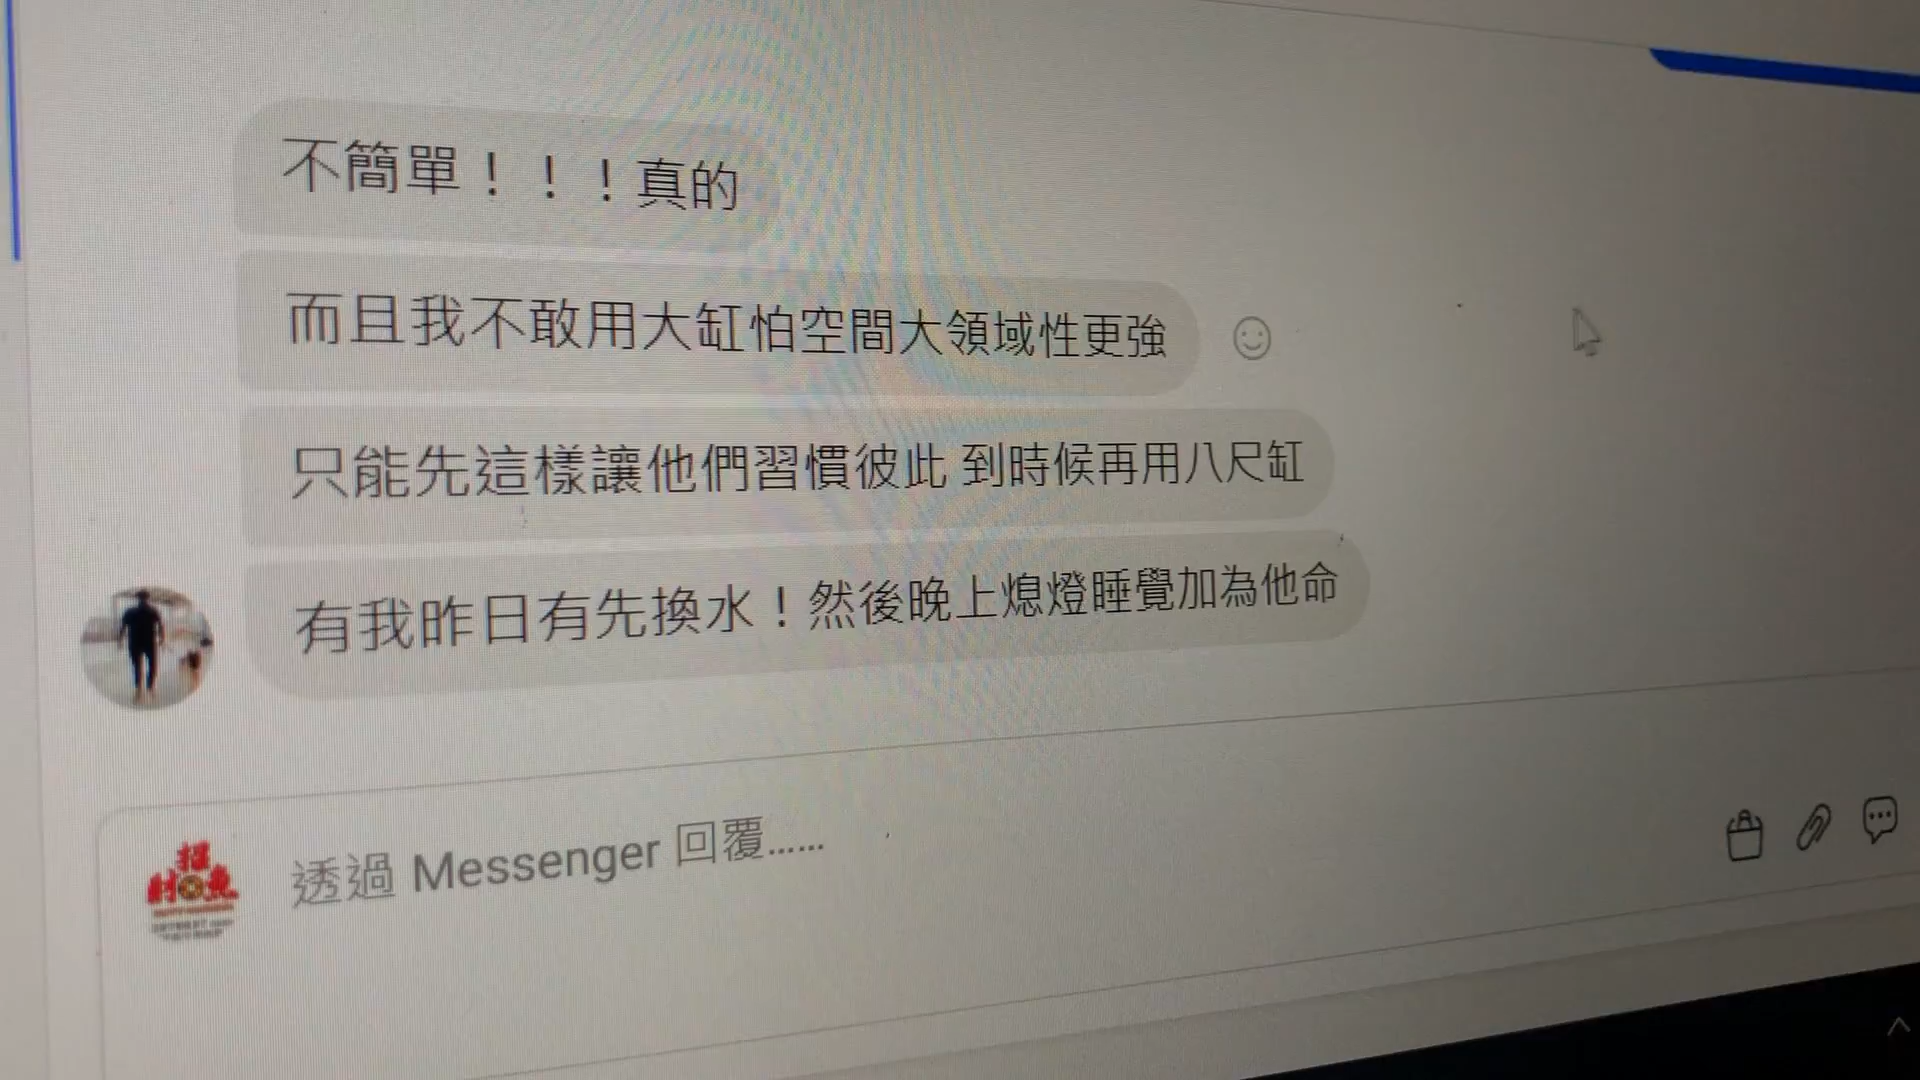 不簡單！！！真的
而且我不敢用大缸怕空間大領域性更強
只能先這樣讓他們習慣彼此 到時候再用八尺缸
有我昨日有先換水！然後晚上熄燈睡覺加為他命
透過 Messenger 回覆......
招
財魚